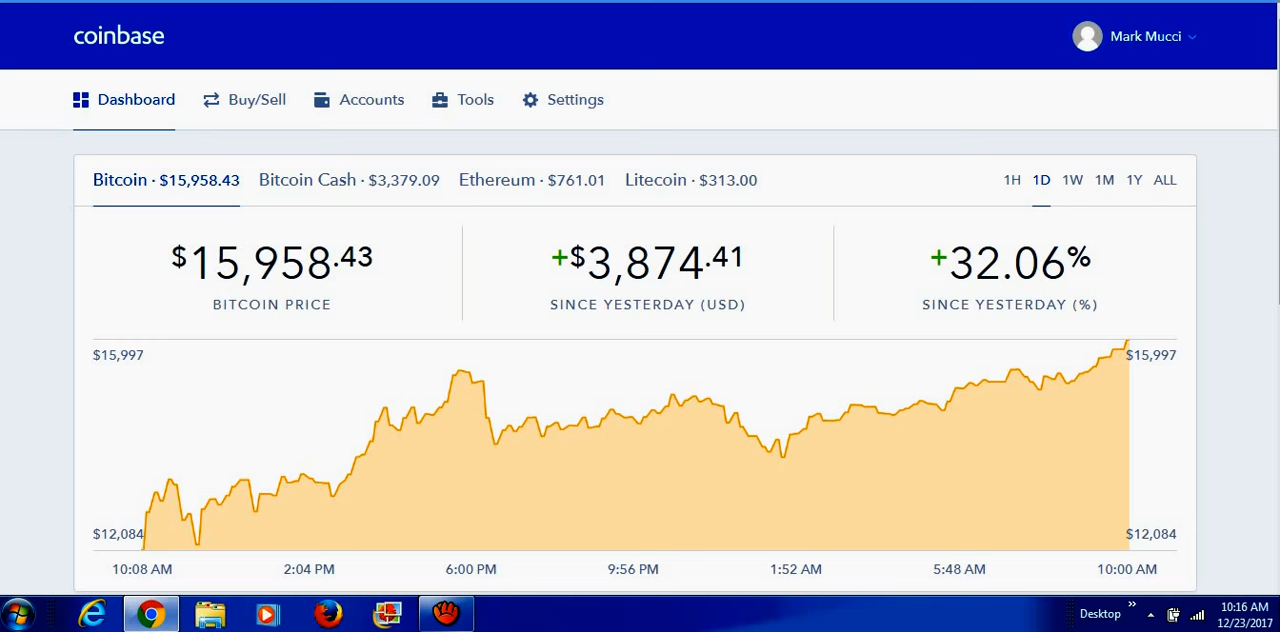 coinbase
Mark Mucci
Dashboard Buy/Sell Accounts Tools Settings
Bitcoin · $15,958.43 Bitcoin Cash · $3,379.09 Ethereum · $761.01 Litecoin · $313.00 1H 1D 1W 1M 1Y ALL
$15,958.43 +$3,874.41 +32.06%
BITCOIN PRICE SINCE YESTERDAY (USD) SINCE YESTERDAY (%)
$15,997 $15,997
$12,084 $12,084
10:08 AM 2:04 PM 6:00 PM 9:56 PM 1:52 AM 5:48 AM 10:00 AM
Desktop » 10:16 AM
12/23/2017